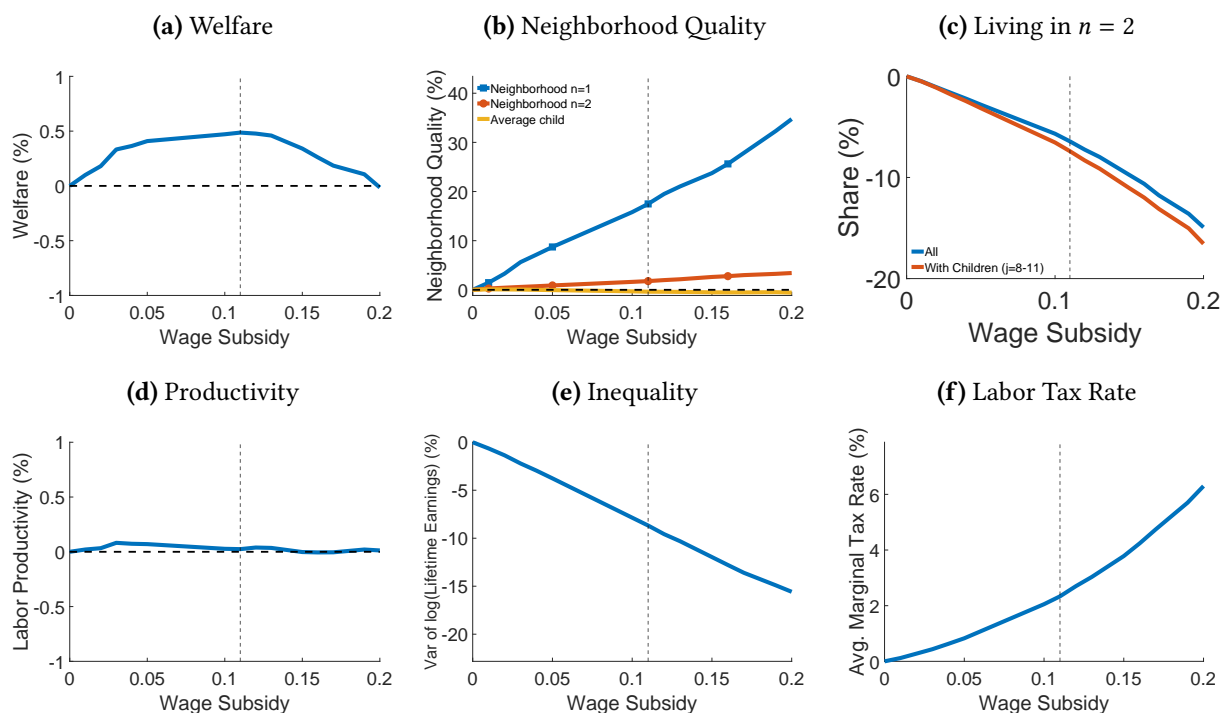 (a) Welfare
1
0.5
0
-0.5
-1
Welfare (%)
0 0.05 0.1 0.15 0.2
Wage Subsidy
(b) Neighborhood Quality
40
30
20
10
0
Neighborhood Quality (%)
Neighborhood n=1
Neighborhood n=2
Average child
0 0.05 0.1 0.15 0.2
Wage Subsidy
(c) Living in n = 2
0
-10
-20
Share (%)
All
With Children (j=8-11)
0 0.1 0.2
Wage Subsidy
(d) Productivity
1
0.5
0
-0.5
-1
Labor Productivity (%)
0 0.05 0.1 0.15 0.2
Wage Subsidy
(e) Inequality
0
-5
-10
-15
-20
Var of log(Lifetime Earnings) (%)
0 0.05 0.1 0.15 0.2
Wage Subsidy
(f) Labor Tax Rate
6
4
2
0
Avg. Marginal Tax Rate (%)
0 0.05 0.1 0.15 0.2
Wage Subsidy